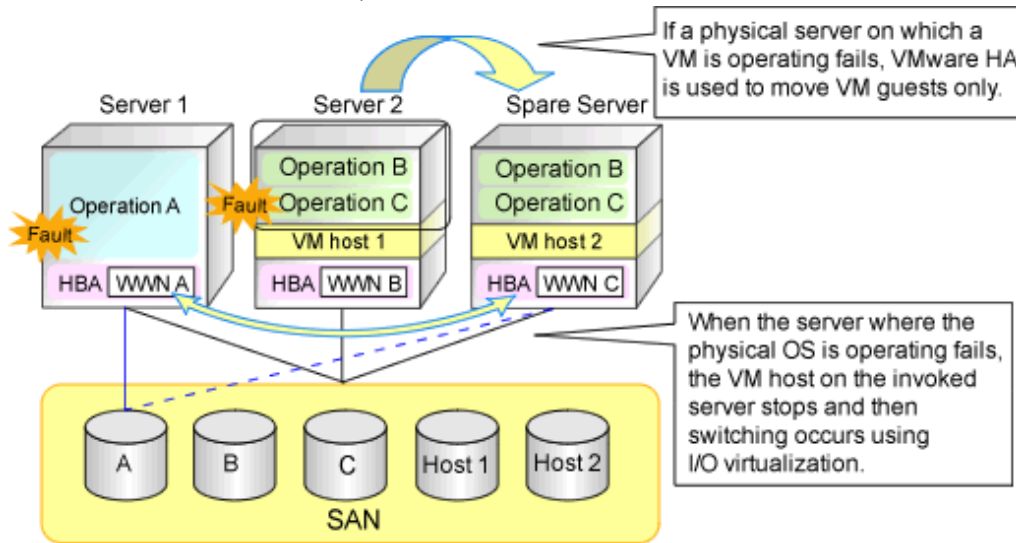 If a physical server on which a
VM is operating fails, VMware HA
is used to move VM guests only.
Server 1
Server 2
Spare Server
Operation A
Fault
HBA
WWN A
Operation B
Fault
Operation C
VM host 1
HBA
WWN B
Operation B
Operation C
VM host 2
HBA
WWN C
When the server where the
physical OS is operating fails,
the VM host on the invoked
server stops and then
switching occurs using
I/O virtualization.
A
B
C
Host 1
Host 2
SAN